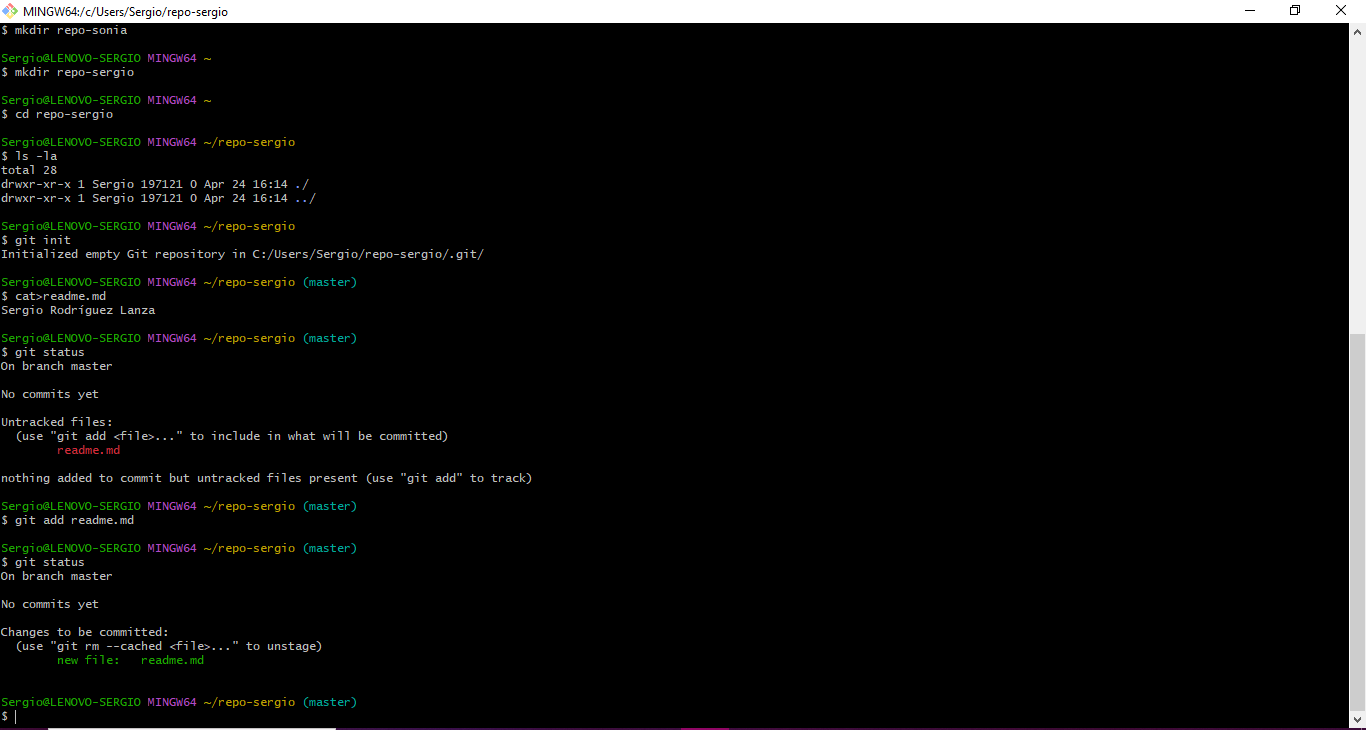 MINGW64:/c/Users/Sergio/repo-sergio
$ mkdir repo-sonia
Sergio@LENOVO-SERGIO MINGW64 ~
$ mkdir repo-sergio
Sergio@LENOVO-SERGIO MINGW64 ~
$ cd repo-sergio
Sergio@LENOVO-SERGIO MINGW64 ~/repo-sergio
$ ls -la
total 28
drwxr-xr-x 1 Sergio 197121 0 Apr 24 16:14 ./
drwxr-xr-x 1 Sergio 197121 0 Apr 24 16:14 ../
Sergio@LENOVO-SERGIO MINGW64 ~/repo-sergio
$ git init
Initialized empty Git repository in C:/Users/Sergio/repo-sergio/.git/
Sergio@LENOVO-SERGIO MINGW64 ~/repo-sergio (master)
$ cat>readme.md
Sergio Rodríguez Lanza
Sergio@LENOVO-SERGIO MINGW64 ~/repo-sergio (master)
$ git status
On branch master
No commits yet
Untracked files:
(use "git add <file>..." to include in what will be committed)
readme.md
nothing added to commit but untracked files present (use "git add" to track)
Sergio@LENOVO-SERGIO MINGW64 ~/repo-sergio (master)
$ git add readme.md
Sergio@LENOVO-SERGIO MINGW64 ~/repo-sergio (master)
$ git status
On branch master
No commits yet
Changes to be committed:
(use "git rm --cached <file>..." to unstage)
new file:   readme.md
Sergio@LENOVO-SERGIO MINGW64 ~/repo-sergio (master)
$